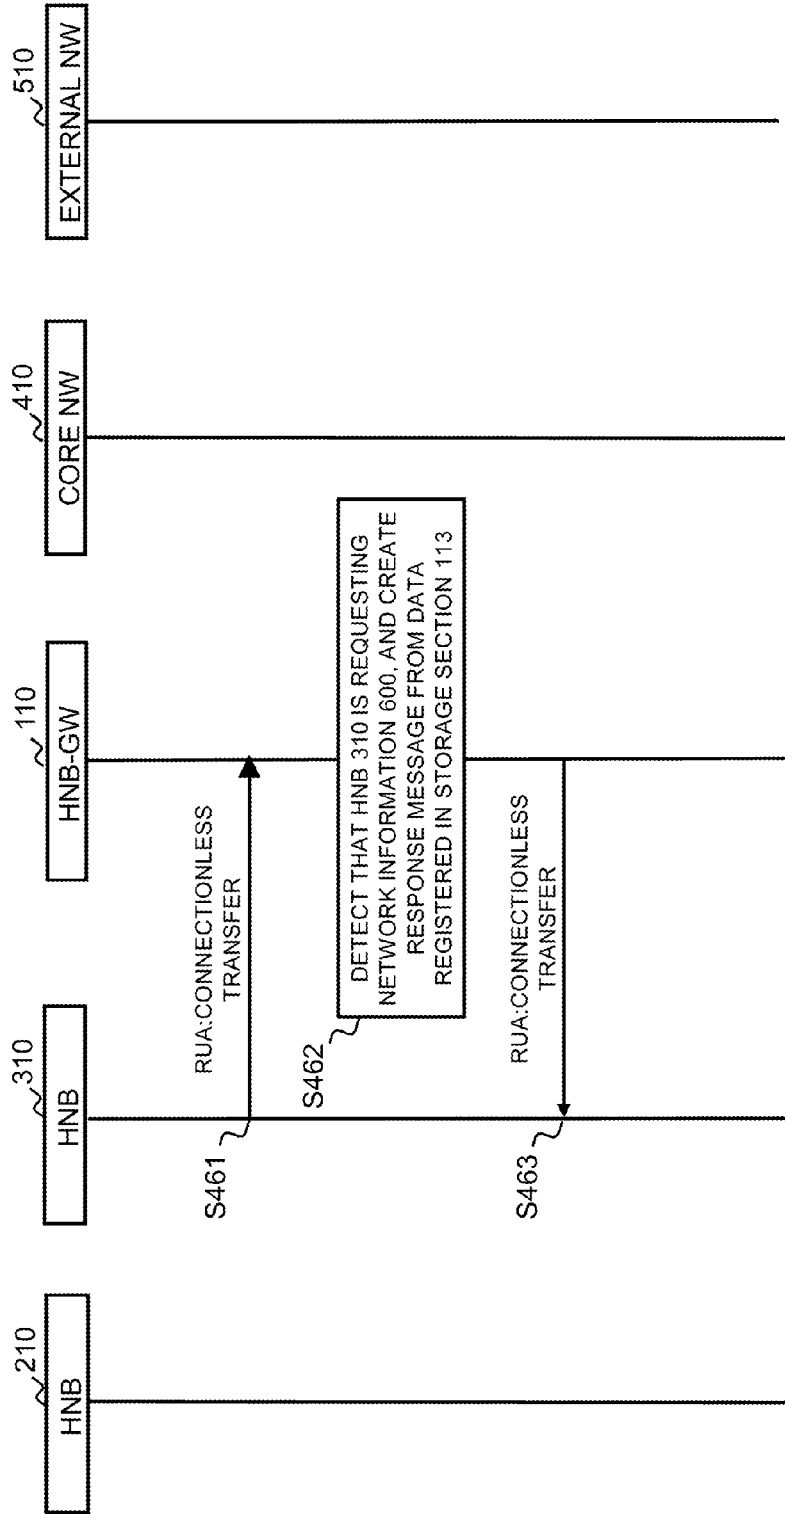 210
HNB
310
HNB
110
HNB-GW
410
CORE NW
510
EXTERNAL NW
S461
RUA:CONNECTIONLESS
TRANSFER
S462
DETECT THAT HNB 310 IS REQUESTING
NETWORK INFORMATION 600, AND CREATE
RESPONSE MESSAGE FROM DATA
REGISTERED IN STORAGE SECTION 113
S463
RUA:CONNECTIONLESS
TRANSFER